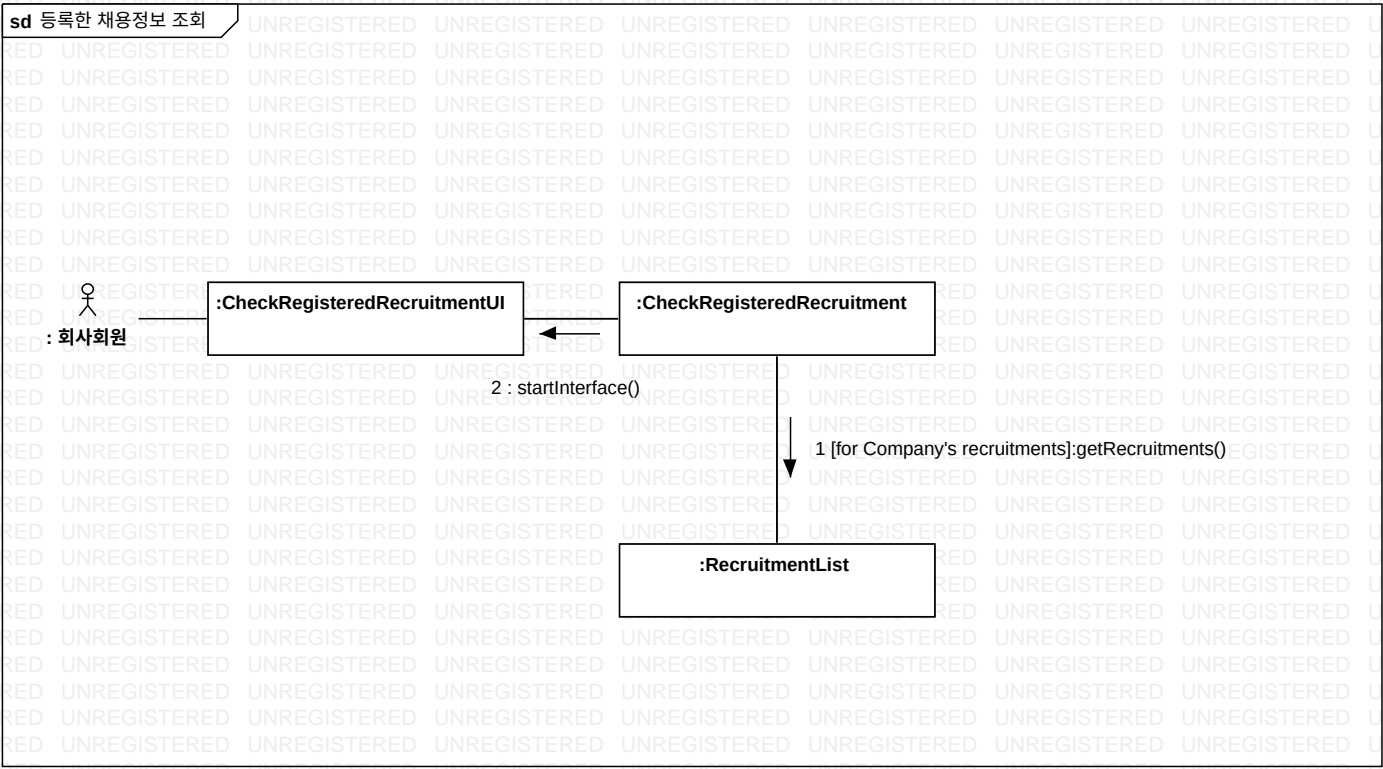 sd 등록한 채용정보 조회
:CheckRegisteredRecruitmentUI
:CheckRegisteredRecruitment
: 회사회원
2 : startInterface()
1 [for Company's recruitments]:getRecruitments()
:RecruitmentList
UNREGISTERED